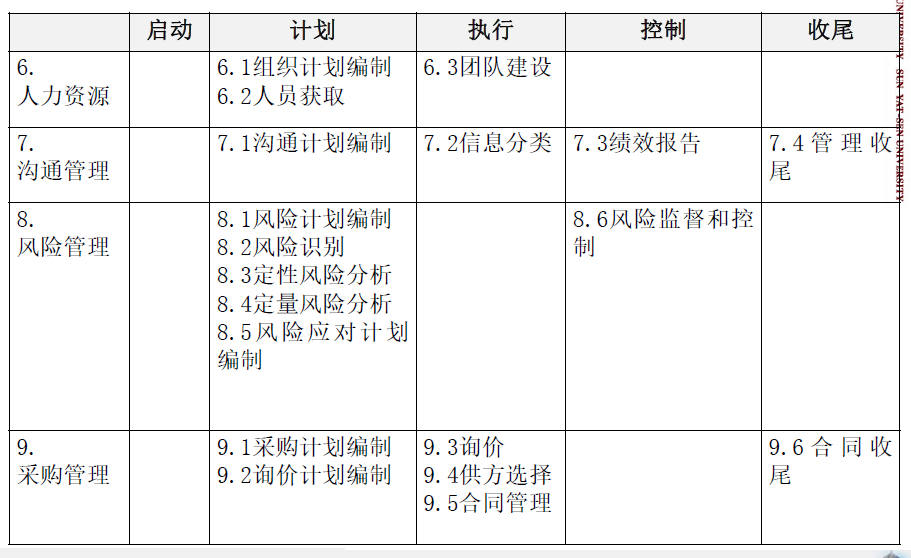 启动 计划 执行 控制 收尾
6.
人力资源
6.1组织计划编制
6.2人员获取
6.3团队建设
7.
沟通管理
7.1沟通计划编制
7.2信息分类
7.3绩效报告
7.4管理收
尾
8.
风险管理
8.1风险计划编制
8.2风险识别
8.3定性风险分析
8.4定量风险分析
8.5风险应对计划
编制
8.6风险监督和控
制
9.
采购管理
9.1采购计划编制
9.2询价计划编制
9.3询价
9.4供方选择
9.5合同管理
9.6合同收
尾
UNIVERSITY SUN YAT-SEN UNIVERSITY